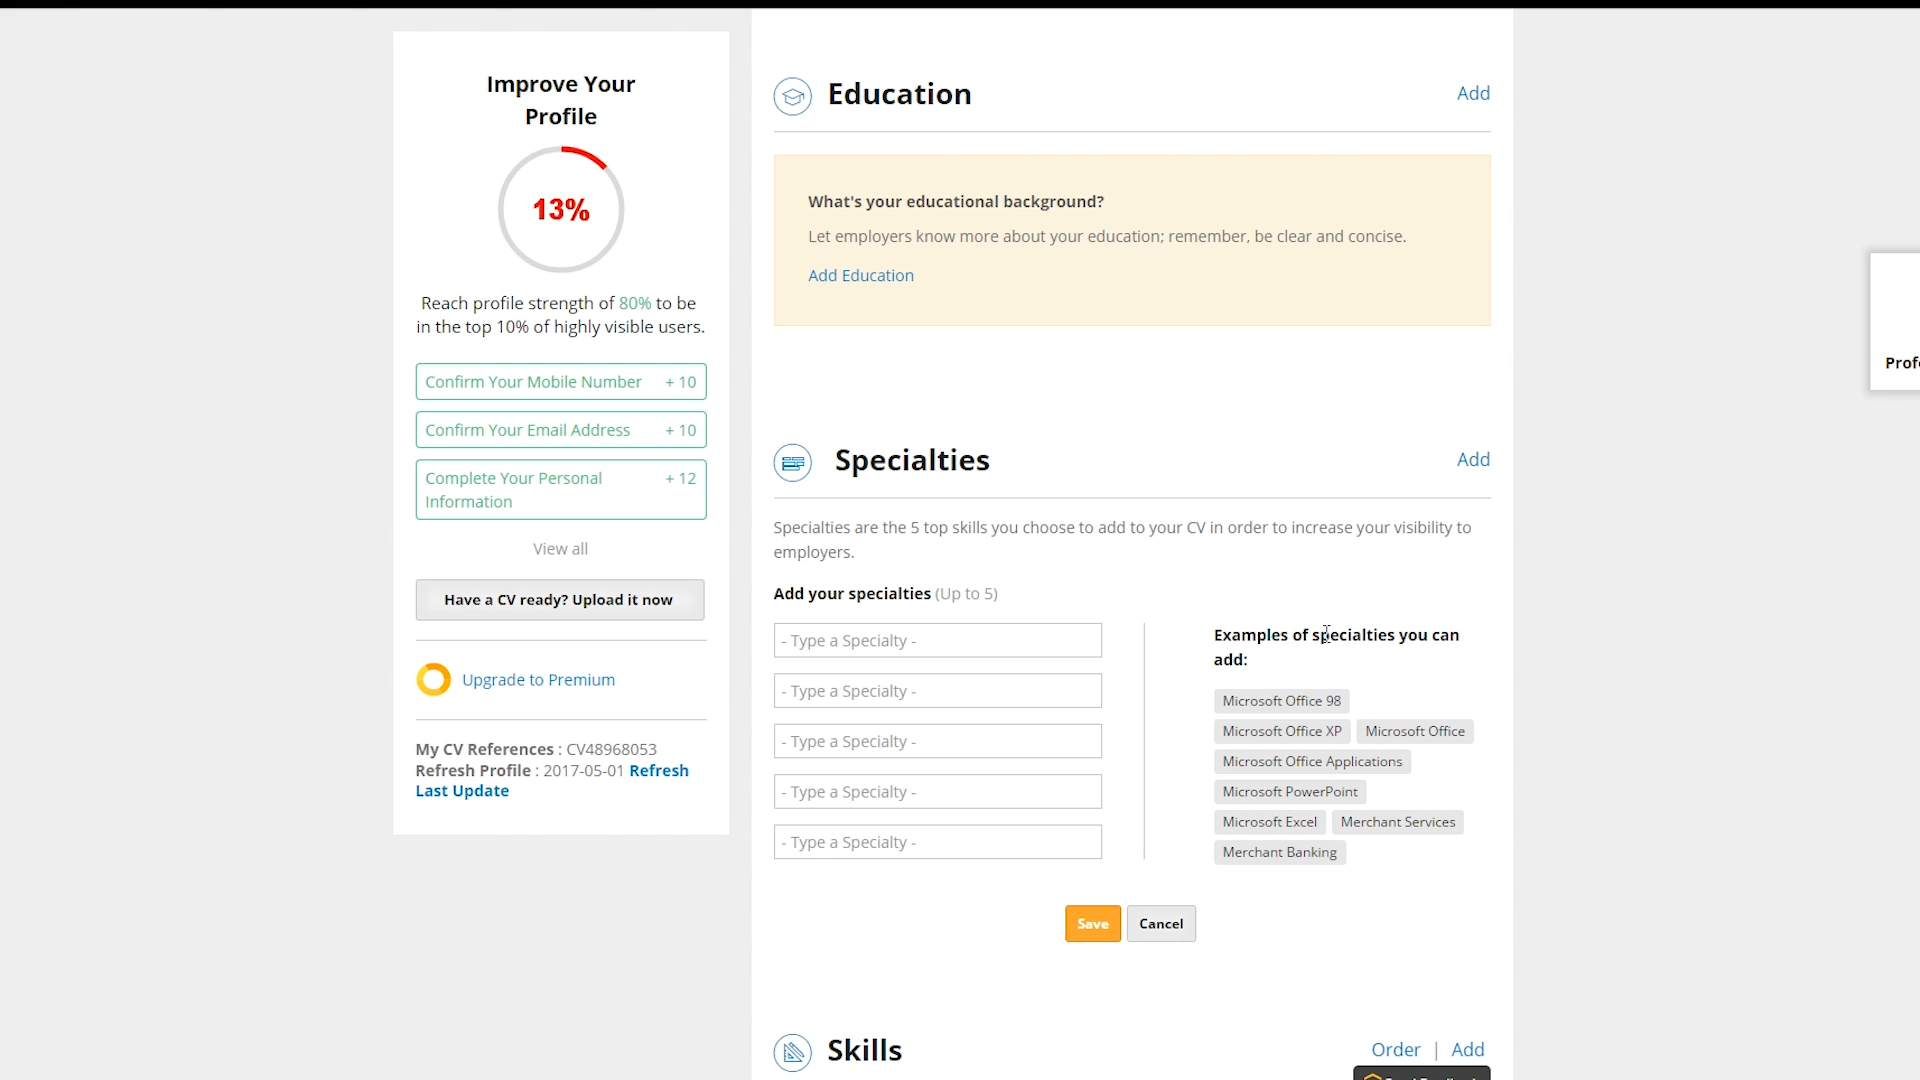 Improve Your
Profile
13%
Reach profile strength of 80% to be
in the top 10% of highly visible users.
Confirm Your Mobile Number + 10
Confirm Your Email Address + 10
Complete Your Personal + 12
Information
View all
Have a CV ready? Upload it now
Upgrade to Premium
My CV References : CV48968053
Refresh Profile : 2017-05-01 Refresh
Last Update
Education Add
What's your educational background?
Let employers know more about your education; remember, be clear and concise.
Add Education
Specialties Add
Specialties are the 5 top skills you choose to add to your CV in order to increase your visibility to
employers.
Add your specialties (Up to 5)
- Type a Specialty -
- Type a Specialty -
- Type a Specialty -
- Type a Specialty -
- Type a Specialty -
Examples of specialties you can
add:
Microsoft Office 98
Microsoft Office XP Microsoft Office
Microsoft Office Applications
Microsoft PowerPoint
Microsoft Excel Merchant Services
Merchant Banking
Save Cancel
Skills Order | Add